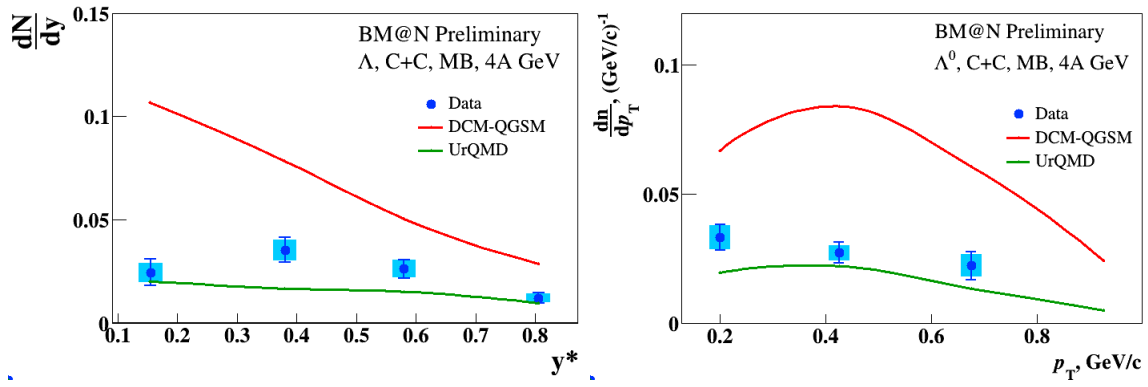 dN
dy
0.15
0.1
0.05
0
BM@N Preliminary
Λ, C+C, MB, 4A GeV
Data
DCM-QGSM
UrQMD
0.1 0.2 0.3 0.4 0.5 0.6 0.7 0.8
y*
dn
dp_T, (GeV/c)⁻¹
0.1
0.05
0
BM@N Preliminary
Λ⁰, C+C, MB, 4A GeV
Data
DCM-QGSM
UrQMD
0.2 0.4 0.6 0.8
p_T, GeV/c